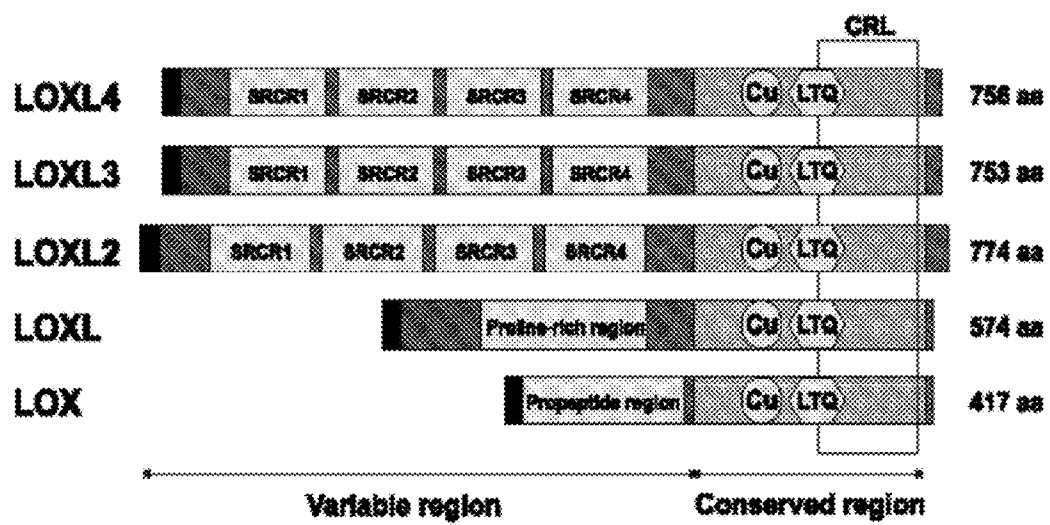 CRL
LOXL4 SRCR1 SRCR2 SRCR3 SRCR4 Cu LTQ 756 aa
LOXL3 SRCR1 SRCR2 SRCR3 SRCR4 Cu LTQ 753 aa
LOXL2 SRCR1 SRCR2 SRCR3 SRCR4 Cu LTQ 774 aa
LOXL Proline-rich region Cu LTQ 574 aa
LOX Propeptide region Cu LTQ 417 aa
Variable region Conserved region